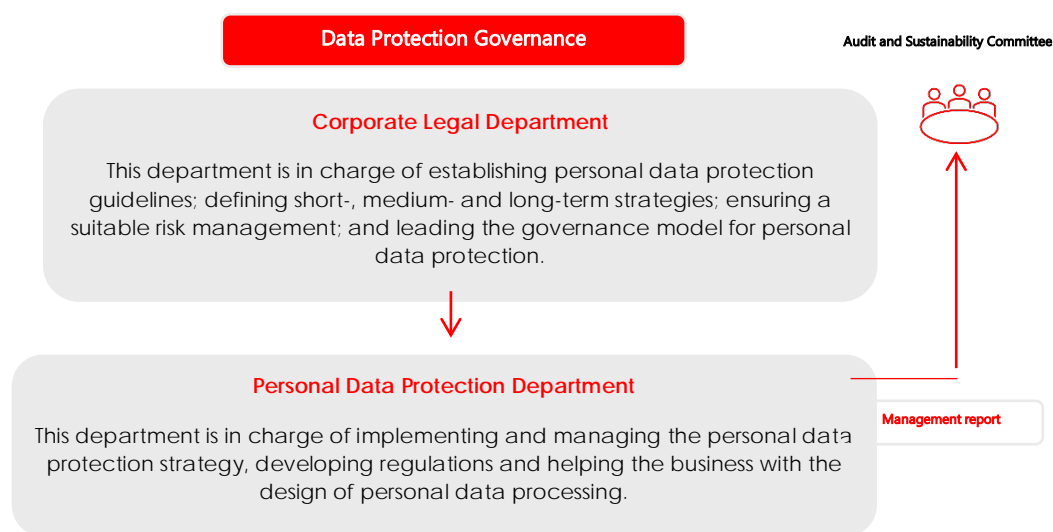 Data Protection Governance
Audit and Sustainability Committee
Corporate Legal Department
This department is in charge of establishing personal data protection
guidelines; defining short-, medium- and long-term strategies; ensuring a
suitable risk management; and leading the governance model for personal
data protection.
Personal Data Protection Department
This department is in charge of implementing and managing the personal data
protection strategy, developing regulations and helping the business with the
design of personal data processing.
Management report